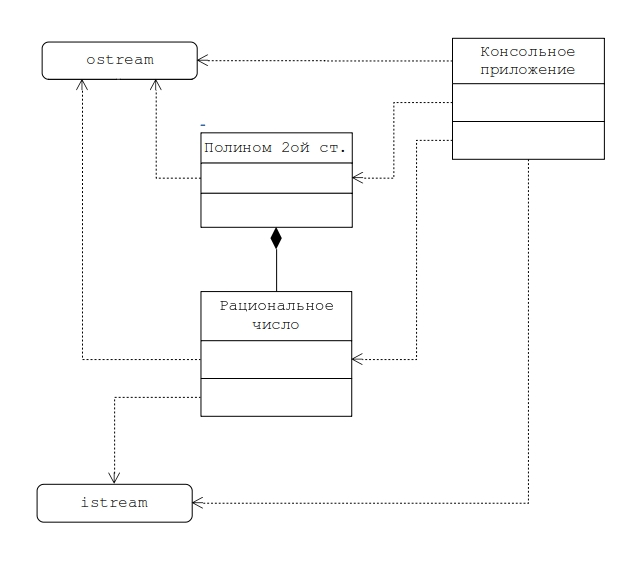 ostream
Консольное
приложение
Полином 2ой ст.
Рациональное
число
istream